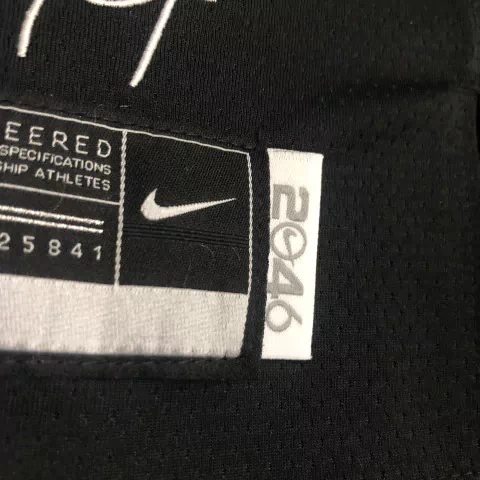 EERED
SPECIFICATIONS
SHIP ATHLETES
25841
2046